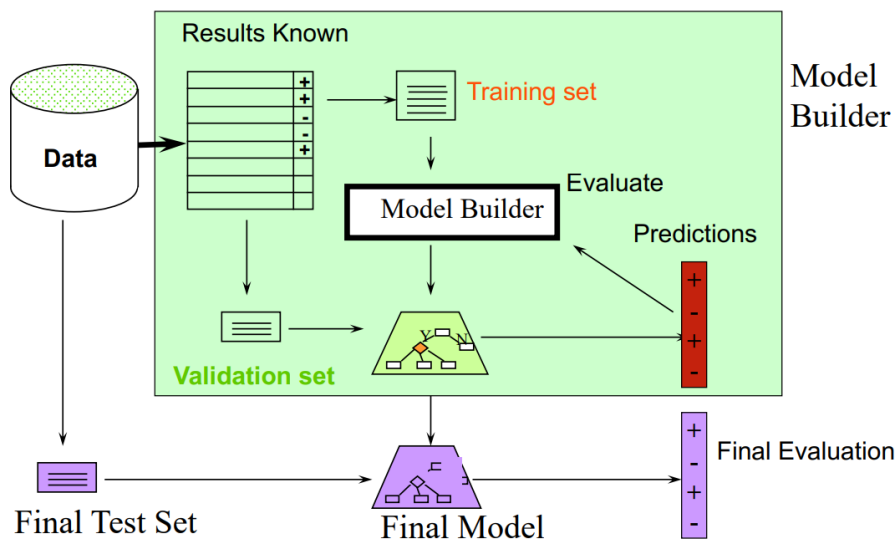 Results Known
Model
Builder
+
+
-
-
+
Training set
Data
Evaluate
Model Builder
Predictions
+
-
+
-
Y
N
Validation set
+
-
+
-
Final Evaluation
Final Test Set
Final Model